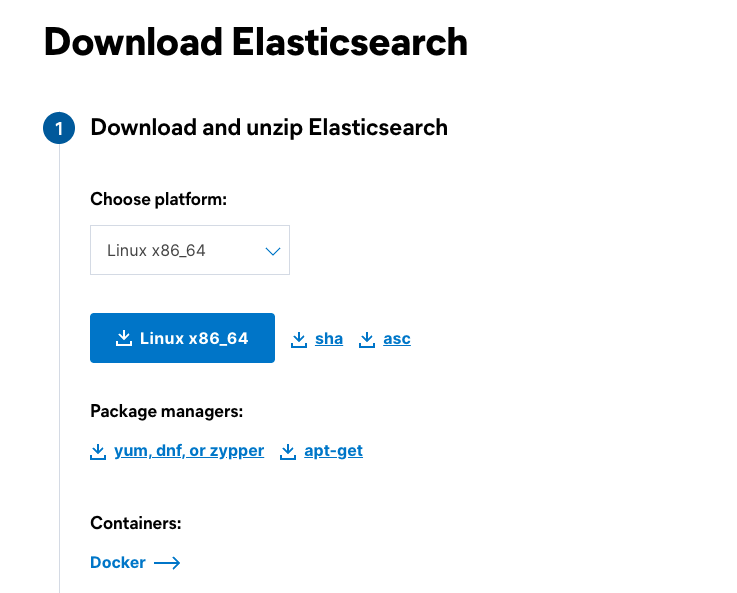 Download Elasticsearch
1 Download and unzip Elasticsearch
Choose platform:
Linux x86_64
Linux x86_64 sha asc
Package managers:
yum, dnf, or zypper apt-get
Containers:
Docker